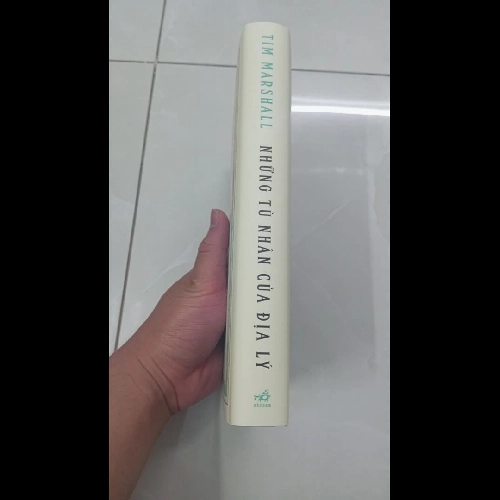 TIM MARSHALL
NHỮNG TÙ NHÂN CỦA ĐỊA LÝ